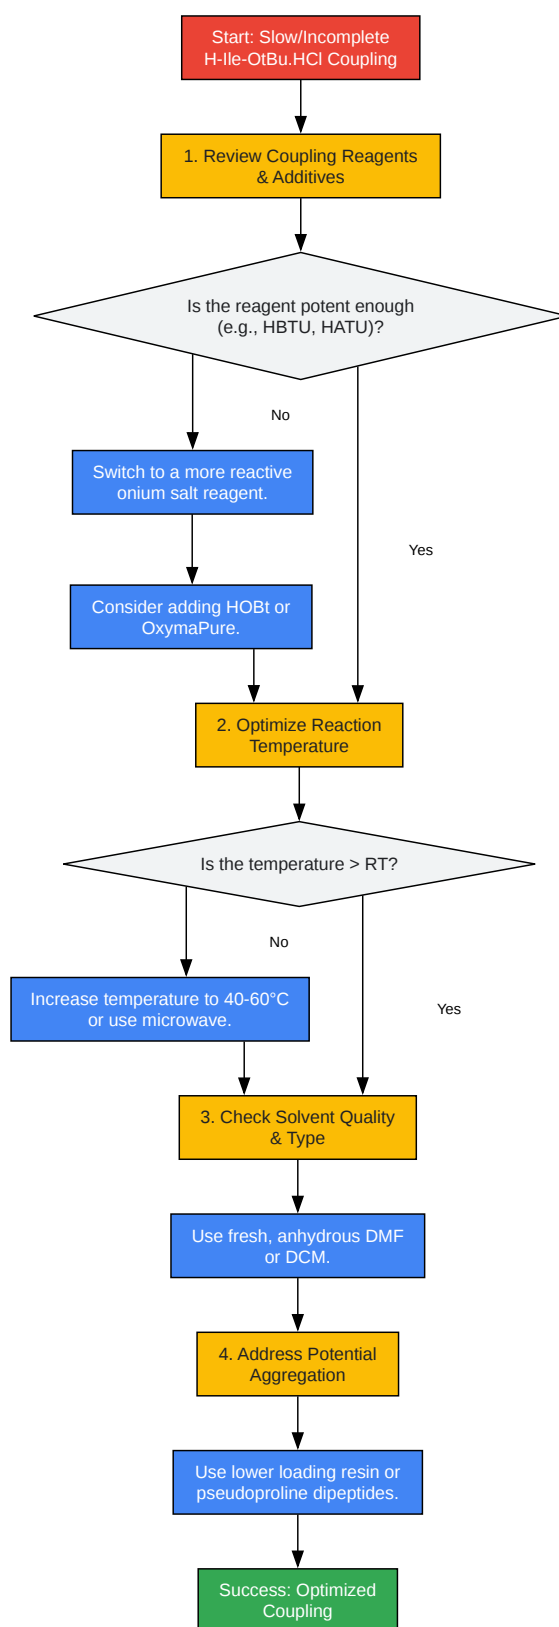 Start: Slow/Incomplete
H-Ile-OtBu.HCl Coupling
1. Review Coupling Reagents
& Additives
Is the reagent potent enough
(e.g., HBTU, HATU)?
No
Switch to a more reactive
onium salt reagent.
Yes
Consider adding HOBt or
OxymaPure.
2. Optimize Reaction
Temperature
Is the temperature > RT?
No
Increase temperature to 40-60°C
or use microwave.
Yes
3. Check Solvent Quality
& Type
Use fresh, anhydrous DMF
or DCM.
4. Address Potential
Aggregation
Use lower loading resin or
pseudoproline dipeptides.
Success: Optimized
Coupling